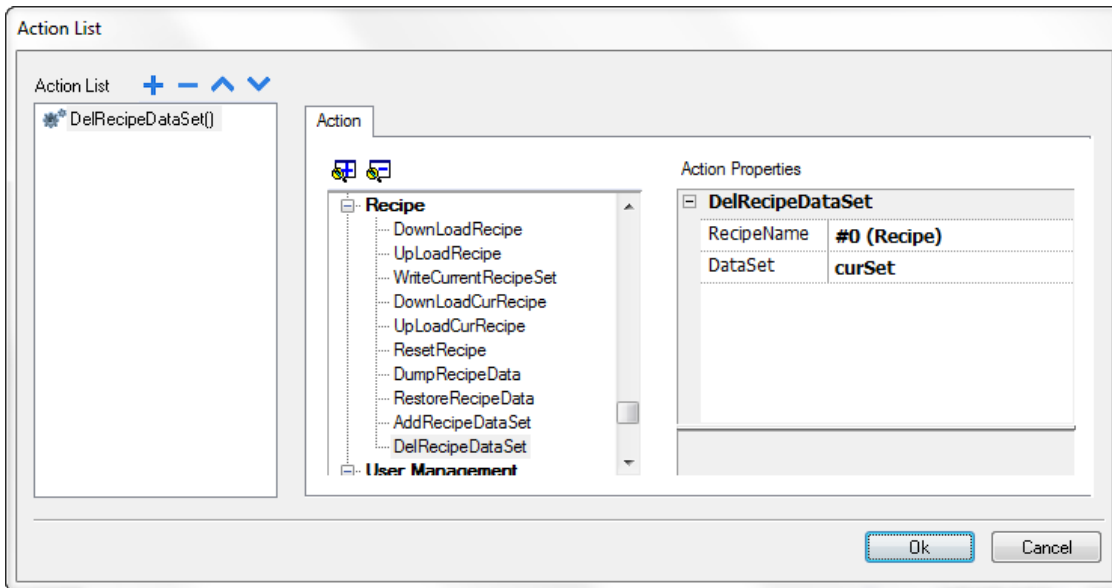 Action List
Action List
DelRecipeDataSet()
Action
Recipe
DownLoadRecipe
UpLoadRecipe
WriteCurrentRecipeSet
DownLoadCurRecipe
UpLoadCurRecipe
ResetRecipe
DumpRecipeData
RestoreRecipeData
AddRecipeDataSet
DelRecipeDataSet
User Management
Action Properties
DelRecipeDataSet
RecipeName #0 (Recipe)
DataSet curSet
Ok Cancel